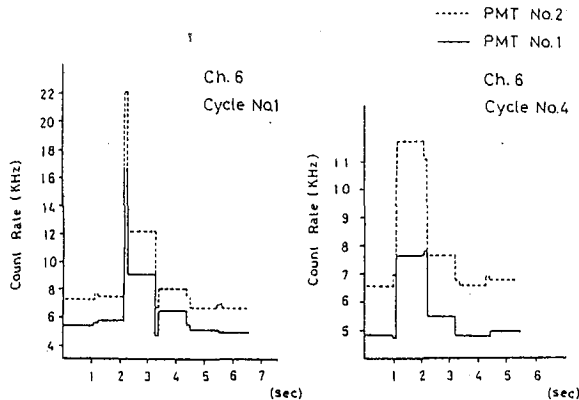 PMT No.2
PMT No.1
Ch. 6
Cycle No.1
Count Rate (KHz)
22
20
18
16
14
12
10
8
6
4
1 2 3 4 5 6 7
(sec)
Ch. 6
Cycle No.4
Count Rate (KHz)
11
10
9
8
7
6
5
1 2 3 4 5 6
(sec)